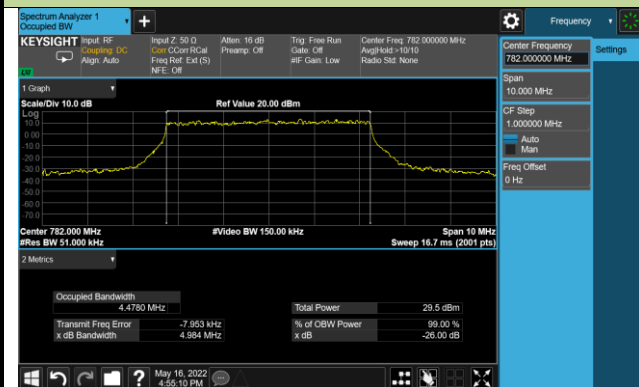 Spectrum Analyzer 1
Occupied BW
Frequency
KEYSIGHT
Input: RF
Coupling: DC
Align: Auto
Input Z: 50 Ω
Corr CCorr RCal
Freq Ref: Ext (S)
NFE: Off
Atten: 16 dB
Preamp: Off
Trig: Free Run
Gate: Off
#IF Gain: Low
Center Freq: 782.000000 MHz
Avg|Hold:>10/10
Radio Std: None
Center Frequency
782.000000 MHz
Settings
Span
10.000 MHz
CF Step
1.000000 MHz
Auto
Man
Freq Offset
0 Hz
1 Graph
Scale/Div 10.0 dB
Ref Value 20.00 dBm
Log
10.0
0.00
-10.0
-20.0
-30.0
-40.0
-50.0
-60.0
-70.0
Center 782.000 MHz
#Video BW 150.00 kHz
Span 10 MHz
#Res BW 51.000 kHz
Sweep 16.7 ms (2001 pts)
2 Metrics
Occupied Bandwidth
4.4780 MHz
Total Power
29.5 dBm
Transmit Freq Error
-7.953 kHz
% of OBW Power
99.00 %
x dB Bandwidth
4.984 MHz
x dB
-26.00 dB
May 16, 2022
4:55:10 PM